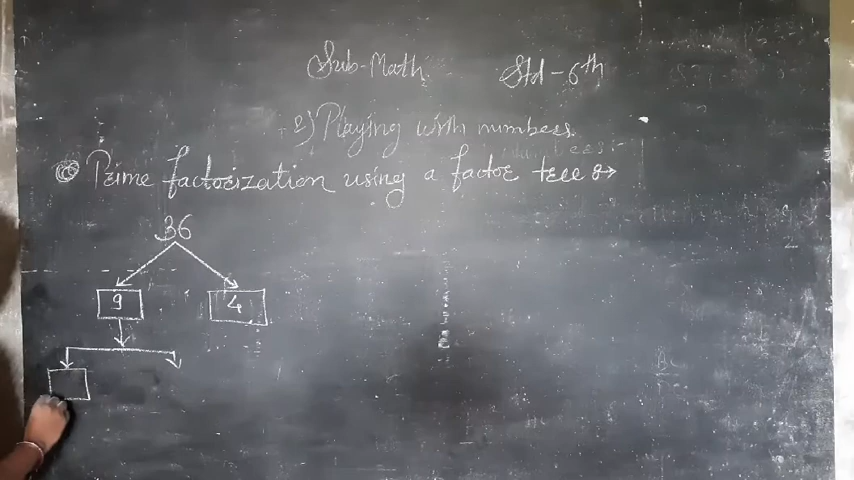 Sub-Math Std-6th
2) Playing with numbers.
Prime factorization using a factor tree :→
36
9 4